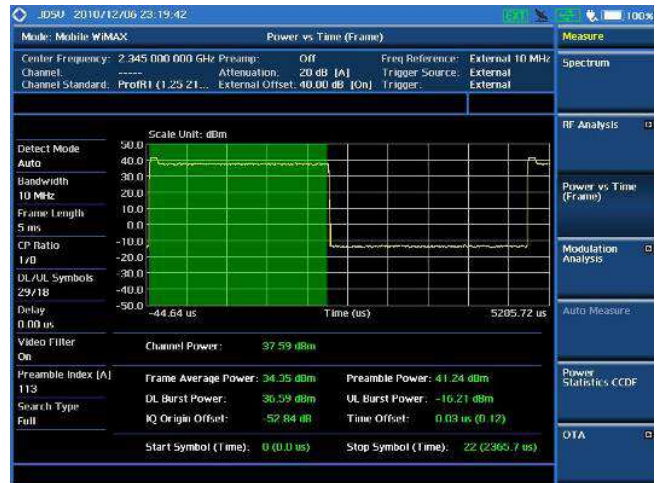 JDSU 2010/12/06 23:19:42 EXT 100%
Mode: Mobile WiMAX Power vs Time (Frame) Measure
Center Frequency: 2.345 000 000 GHz Preamp: Off Freq Reference: External 10 MHz
Channel: ----- Attenuation: 20 dB [A] Trigger Source: External
Channel Standard: ProfR1 (1.25 21... External Offset: 40.00 dB [On] Trigger: External
Spectrum
RF Analysis
Power vs Time
(Frame)
Modulation
Analysis
Auto Measure
Power
Statistics CCDF
OTA
Detect Mode
Auto
Bandwidth
10 MHz
Frame Length
5 ms
CP Ratio
1/8
DL/UL Symbols
29/18
Delay
0.00 us
Video Filter
On
Preamble Index [A]
113
Search Type
Full
Scale Unit: dBm
50.0
40.0
30.0
20.0
10.0
0.0
-10.0
-20.0
-30.0
-40.0
-50.0
-44.64 us Time (us) 5205.72 us
Channel Power: 37.59 dBm
Frame Average Power: 34.35 dBm Preamble Power: 41.24 dBm
DL Burst Power: 36.59 dBm UL Burst Power: -16.21 dBm
IQ Origin Offset: -52.84 dB Time Offset: 0.03 us (0.12)
Start Symbol (Time): 0 (0.0 us) Stop Symbol (Time): 22 (2365.7 us)